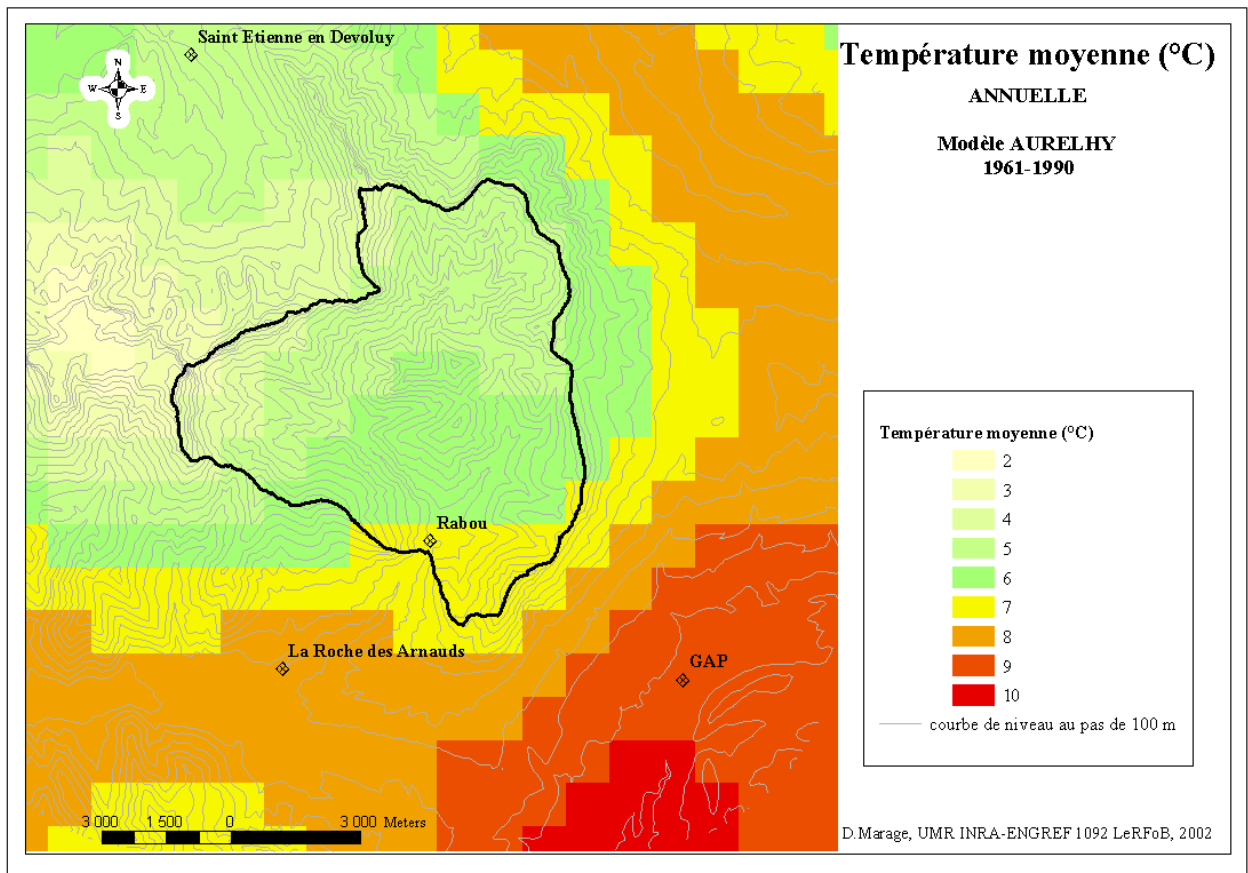 Saint Etienne en Devoluy
N
W E
S
Température moyenne (°C)
ANNUELLE
Modèle AURELHY
1961-1990
Rabou
La Roche des Arnauds
GAP
Température moyenne (°C)
2
3
4
5
6
7
8
9
10
courbe de niveau au pas de 100 m
3 000 1 500 0 3 000 Meters
D.Marage, UMR INRA-ENGREF 1092 LeRFoB, 2002